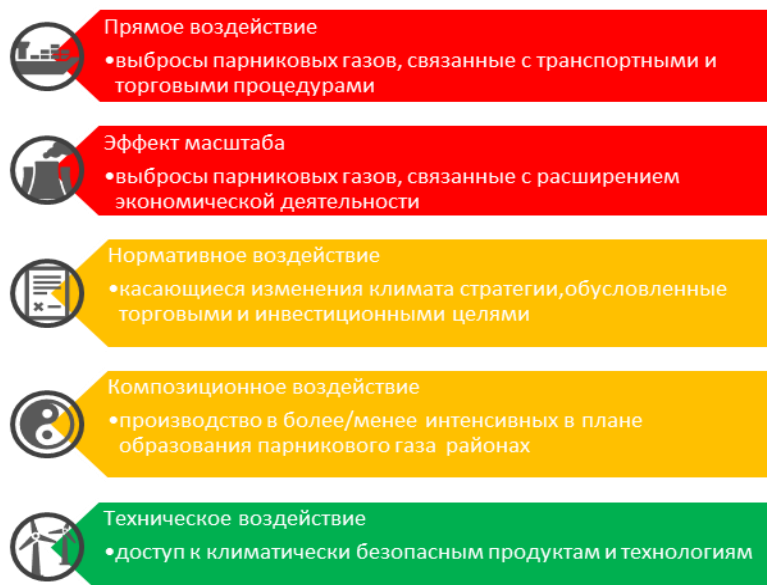 Прямое воздействие
•выбросы парниковых газов, связанные с транспортными и
торговыми процедурами
Эффект масштаба
•выбросы парниковых газов, связанные с расширением
экономической деятельности
Нормативное воздействие
•касающиеся изменения климата стратегии,обусловленные
торговыми и инвестиционными целями
Композиционное воздействие
•производство в более/менее интенсивных в плане
образования парникового газа районах
Техническое воздействие
•доступ к климатически безопасным продуктам и технологиям